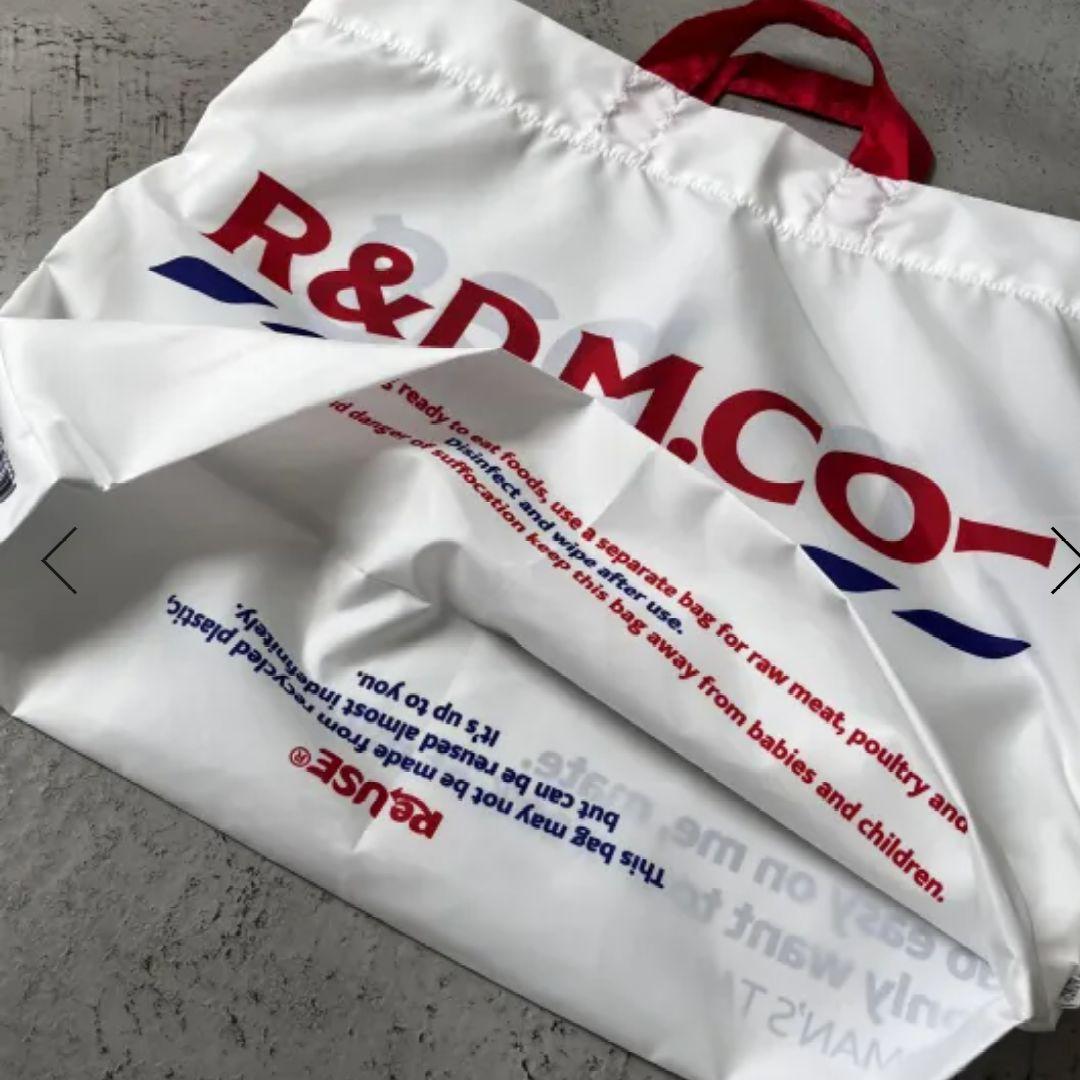 R&D.M.CO-
ready to eat foods, use a separate bag for raw meat, poultry and
Disinfect and wipe after use.
danger of suffocation keep this bag away from babies and children.
ReUSE®
This bag may not be made from recycled plastic,
but can be reused almost indefinitely.
It's up to you.
easy on me, mate.
only want to
MAN'S